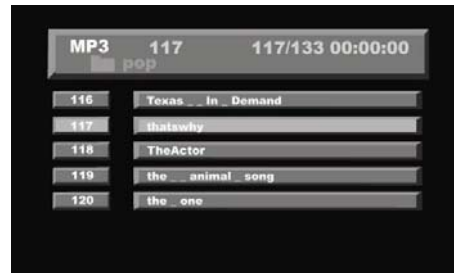 MP3 117 117/133 00:00:00
pop
116 Texas _ _ In _ Demand
117 thatswhy
118 TheActor
119 the _ _ animal _ song
120 the _ one